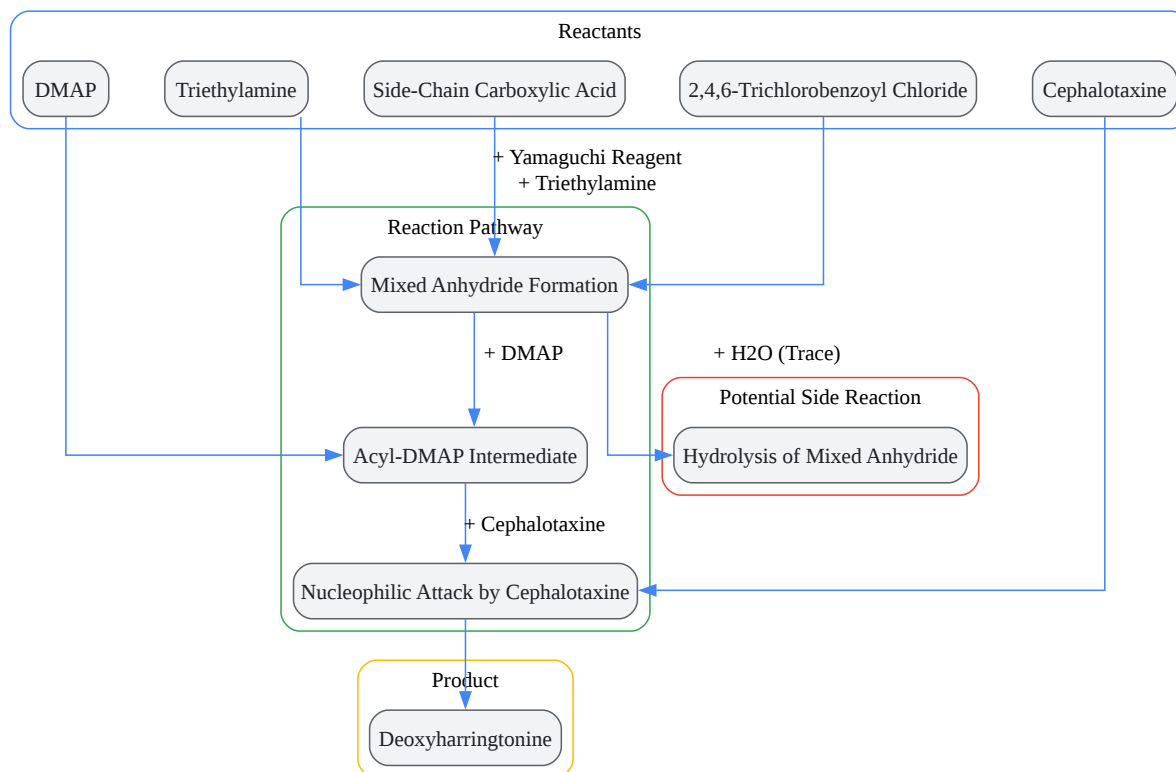 Reactants
DMAP
Triethylamine
Side-Chain Carboxylic Acid
2,4,6-Trichlorobenzoyl Chloride
Cephalotaxine
+ Yamaguchi Reagent
+ Triethylamine
Reaction Pathway
Mixed Anhydride Formation
+ DMAP
+ H2O (Trace)
Potential Side Reaction
Acyl-DMAP Intermediate
Hydrolysis of Mixed Anhydride
+ Cephalotaxine
Nucleophilic Attack by Cephalotaxine
Product
Deoxyharringtonine